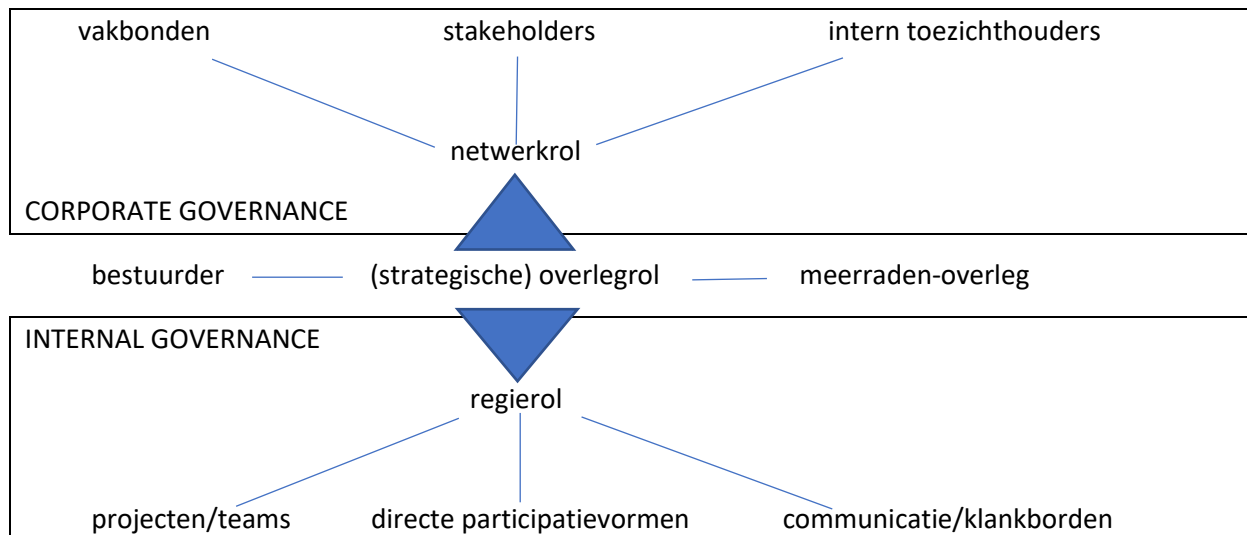 vakbonden stakeholders intern toezichthouders
netwerkrol
CORPORATE GOVERNANCE
bestuurder (strategische) overlegrol meerraden-overleg
INTERNAL GOVERNANCE
regierol
projecten/teams directe participatievormen communicatie/klankborden